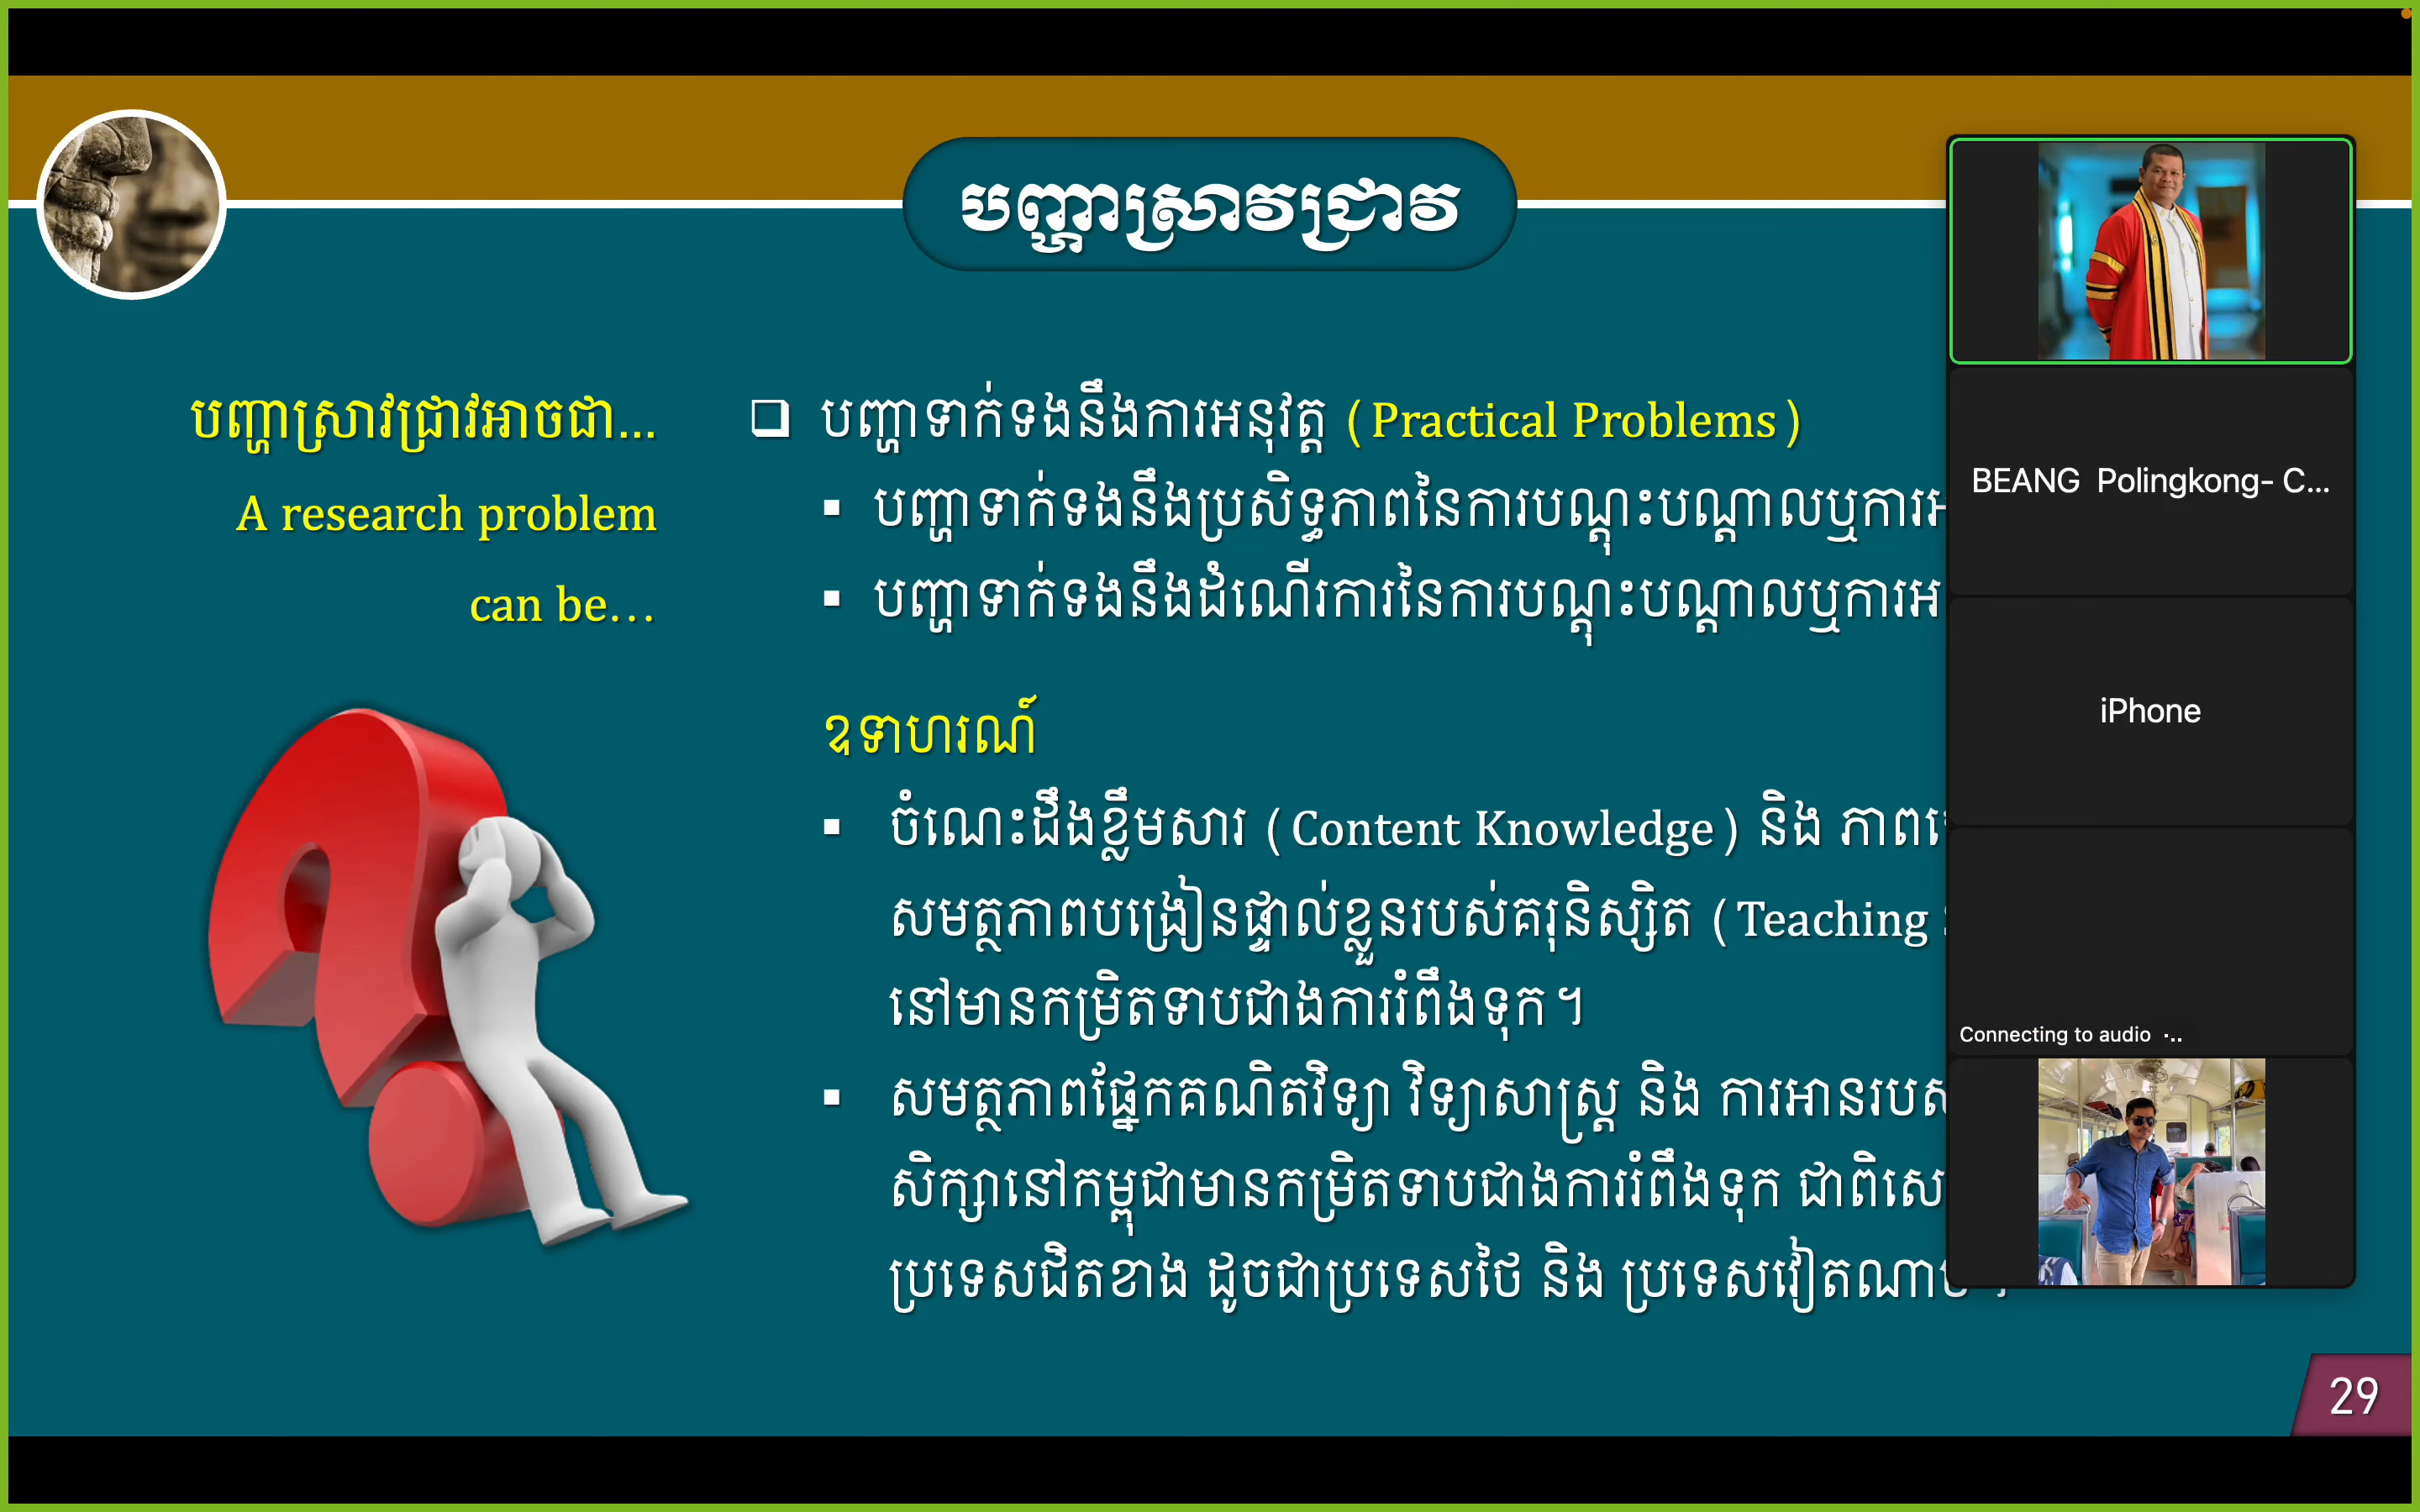 បញ្ហាស្រាវជ្រាវ
បញ្ហាស្រាវជ្រាវអាចជា...
A research problem
can be...
❑ បញ្ហាទាក់ទងនឹងការអនុវត្ត (Practical Problems)
▪ បញ្ហាទាក់ទងនឹងប្រសិទ្ធភាពនៃការបណ្តុះបណ្តាលឬការ
▪ បញ្ហាទាក់ទងនឹងដំណើរការនៃការបណ្តុះបណ្តាលឬការអ
ឧទាហរណ៍
▪ ចំណេះដឹងខ្លឹមសារ (Content Knowledge) និង
សមត្ថភាពបង្រៀនផ្ទាល់ខ្លួនរបស់គរុនិស្សិត (Teaching
នៅមានកម្រិតទាបជាងការរំពឹងទុក។
▪ សមត្ថភាពផ្នែកគណិតវិទ្យា វិទ្យាសាស្ត្រ និង ការអាន
សិក្សានៅកម្ពុជាមានកម្រិតទាបជាងការរំពឹងទុក ជាពិសេ
ប្រទេសជិតខាង ដូចជាប្រទេសថៃ និង ប្រទេសវៀតណាម
29
BEANG Polingkong- C...
iPhone
Connecting to audio ...